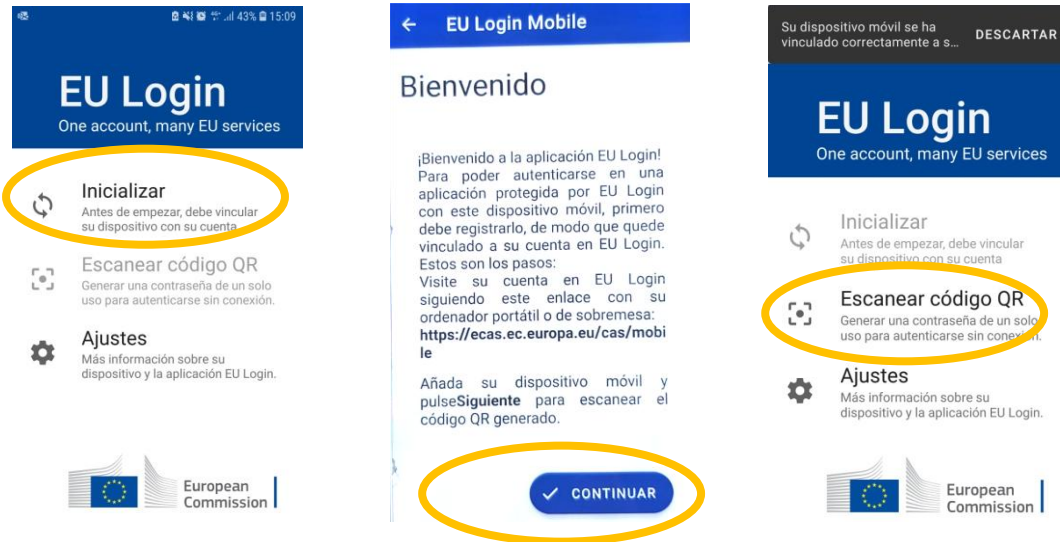 43% 15:09
EU Login
One account, many EU services
Inicializar
Antes de empezar, debe vincular
su dispositivo con su cuenta
Escanear código QR
Generar una contraseña de un solo
uso para autenticarse sin conexión.
Ajustes
Más información sobre su
dispositivo y la aplicación EU Login.
European
Commission
EU Login Mobile
Bienvenido
¡Bienvenido a la aplicación EU Login!
Para poder autenticarse en una
aplicación protegida por EU Login
con este dispositivo móvil, primero
debe registrarlo, de modo que quede
vinculado a su cuenta en EU Login.
Estos son los pasos:
Visite su cuenta en EU Login
siguiendo este enlace con su
ordenador portátil o de sobremesa:
https://ecas.ec.europa.eu/cas/mobi
le
Añada su dispositivo móvil y
pulseSiguiente para escanear el
código QR generado.
CONTINUAR
Su dispositivo móvil se ha
vinculado correctamente a s...
DESCARTAR
EU Login
One account, many EU services
Inicializar
Antes de empezar, debe vincular
su dispositivo con su cuenta
Escanear código QR
Generar una contraseña de un solo
uso para autenticarse sin conexión.
Ajustes
Más información sobre su
dispositivo y la aplicación EU Login.
European
Commission